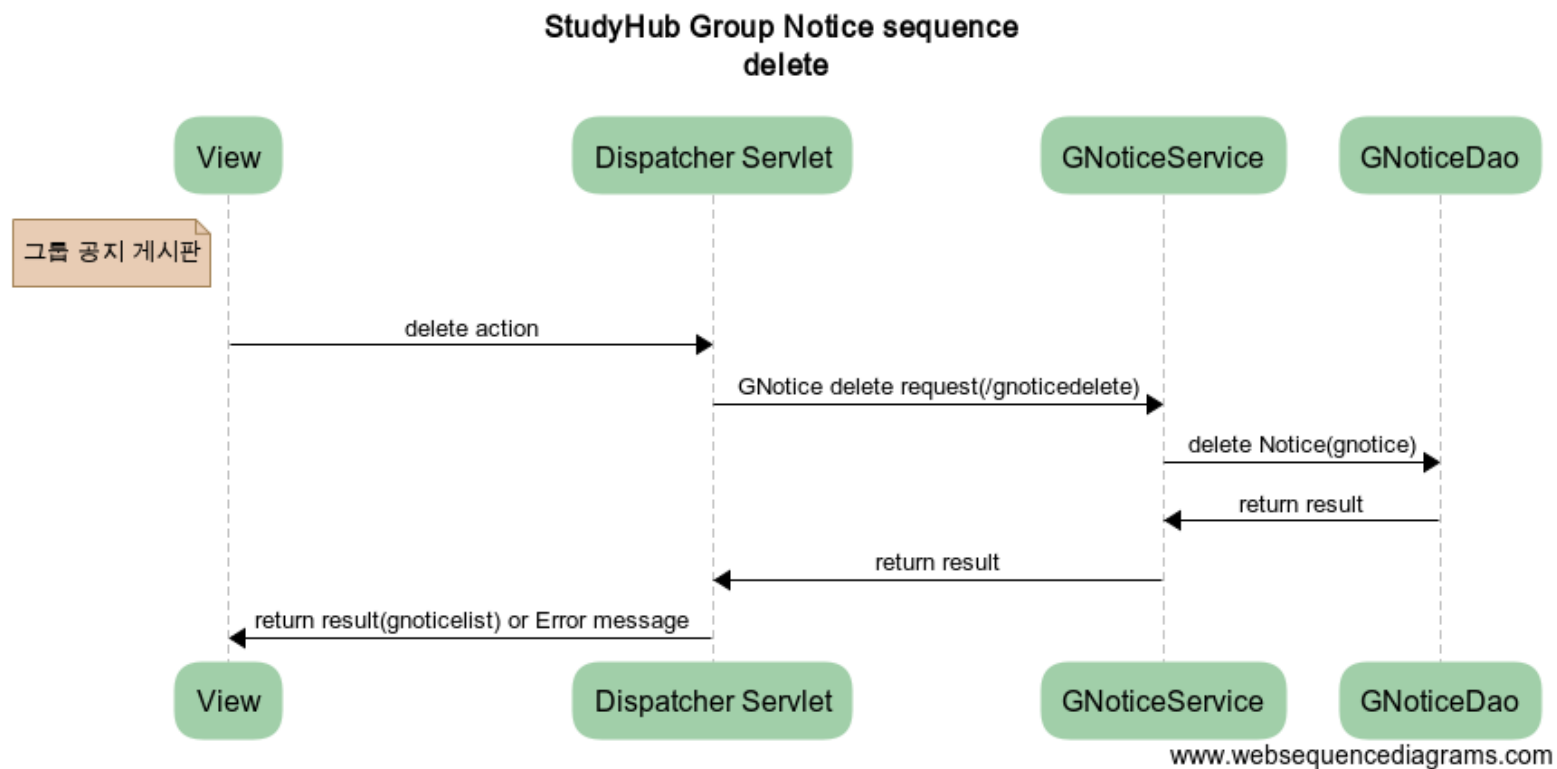 StudyHub Group Notice sequence
delete
View
Dispatcher Servlet
GNoticeService
GNoticeDao
그룹 공지 게시판
delete action
GNotice delete request(/gnoticedelete)
delete Notice(gnotice)
return result
return result
return result(gnoticelist) or Error message
View
Dispatcher Servlet
GNoticeService
GNoticeDao
www.websequencediagrams.com